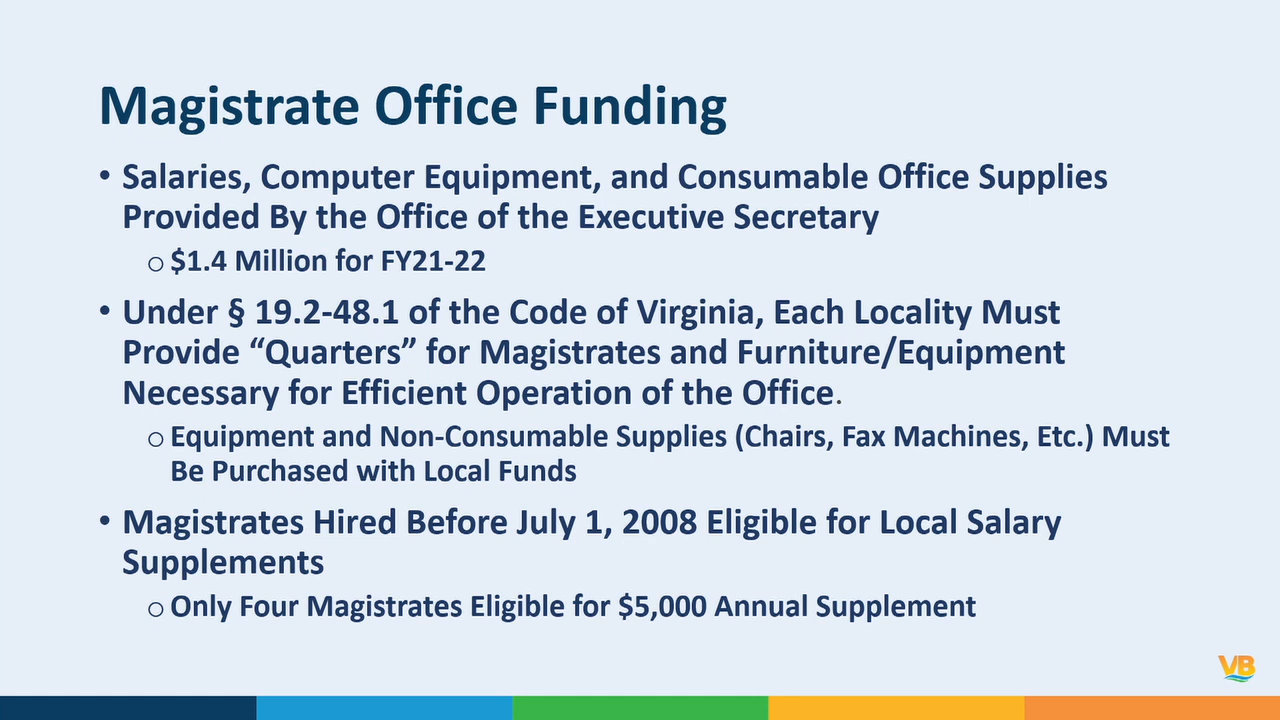 Magistrate Office Funding
• Salaries, Computer Equipment, and Consumable Office Supplies
Provided By the Office of the Executive Secretary
o $1.4 Million for FY21-22
• Under § 19.2-48.1 of the Code of Virginia, Each Locality Must
Provide “Quarters” for Magistrates and Furniture/Equipment
Necessary for Efficient Operation of the Office.
o Equipment and Non-Consumable Supplies (Chairs, Fax Machines, Etc.) Must
Be Purchased with Local Funds
• Magistrates Hired Before July 1, 2008 Eligible for Local Salary
Supplements
o Only Four Magistrates Eligible for $5,000 Annual Supplement
VB